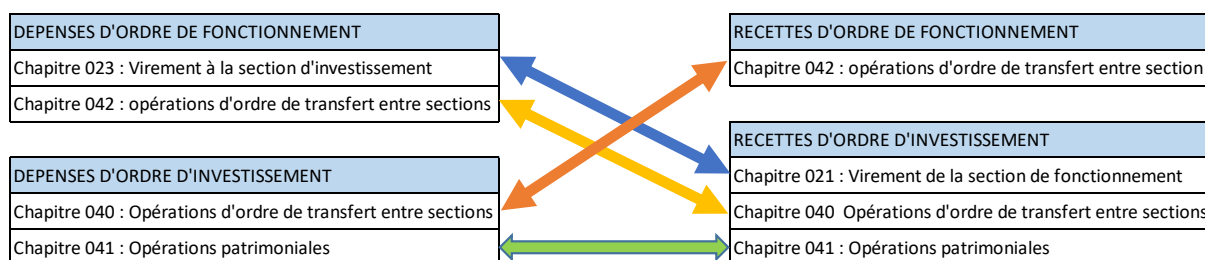 DEPENSES D'ORDRE DE FONCTIONNEMENT
Chapitre 023 : Virement à la section d'investissement
Chapitre 042 : opérations d'ordre de transfert entre sections
DEPENSES D'ORDRE D'INVESTISSEMENT
Chapitre 040 : Opérations d'ordre de transfert entre sections
Chapitre 041 : Opérations patrimoniales
RECETTES D'ORDRE DE FONCTIONNEMENT
Chapitre 042 : opérations d'ordre de transfert entre section
RECETTES D'ORDRE D'INVESTISSEMENT
Chapitre 021 : Virement de la section de fonctionnement
Chapitre 040 Opérations d'ordre de transfert entre sections
Chapitre 041 : Opérations patrimoniales